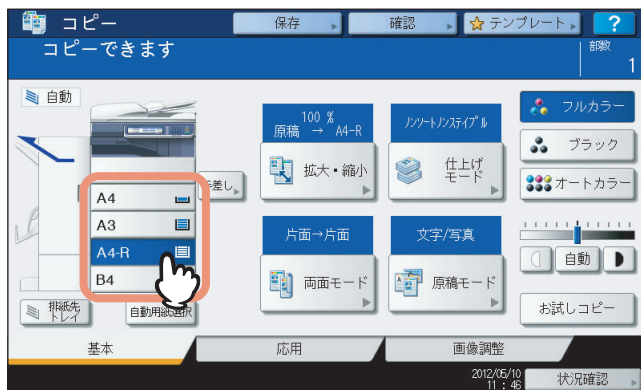 コピー
保存
確認
テンプレート
?
コピーできます
部数
1
自動
100 %
原稿 → A4-R
ノンソートノンステイプル
フルカラー
ブラック
オートカラー
拡大・縮小
仕上げ
モード
手差し
A4
A3
A4-R
B4
片面→片面
文字/写真
両面モード
原稿モード
自動
排紙先
トレイ
自動用紙選択
お試しコピー
基本
応用
画像調整
2012/05/10
11 : 46
状況確認